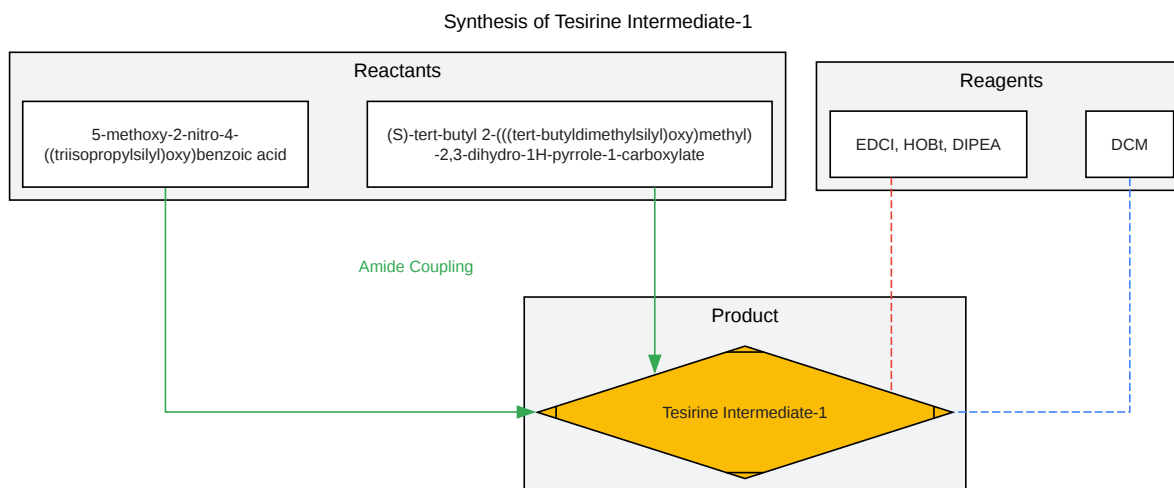 Synthesis of Tesirine Intermediate-1
Reactants
5-methoxy-2-nitro-4-
((triisopropylsilyl)oxy)benzoic acid
(S)-tert-butyl 2-(((tert-butyldimethylsilyl)oxy)methyl)
-2,3-dihydro-1H-pyrrole-1-carboxylate
Reagents
EDCI, HOBt, DIPEA
DCM
Amide Coupling
Product
Tesirine Intermediate-1